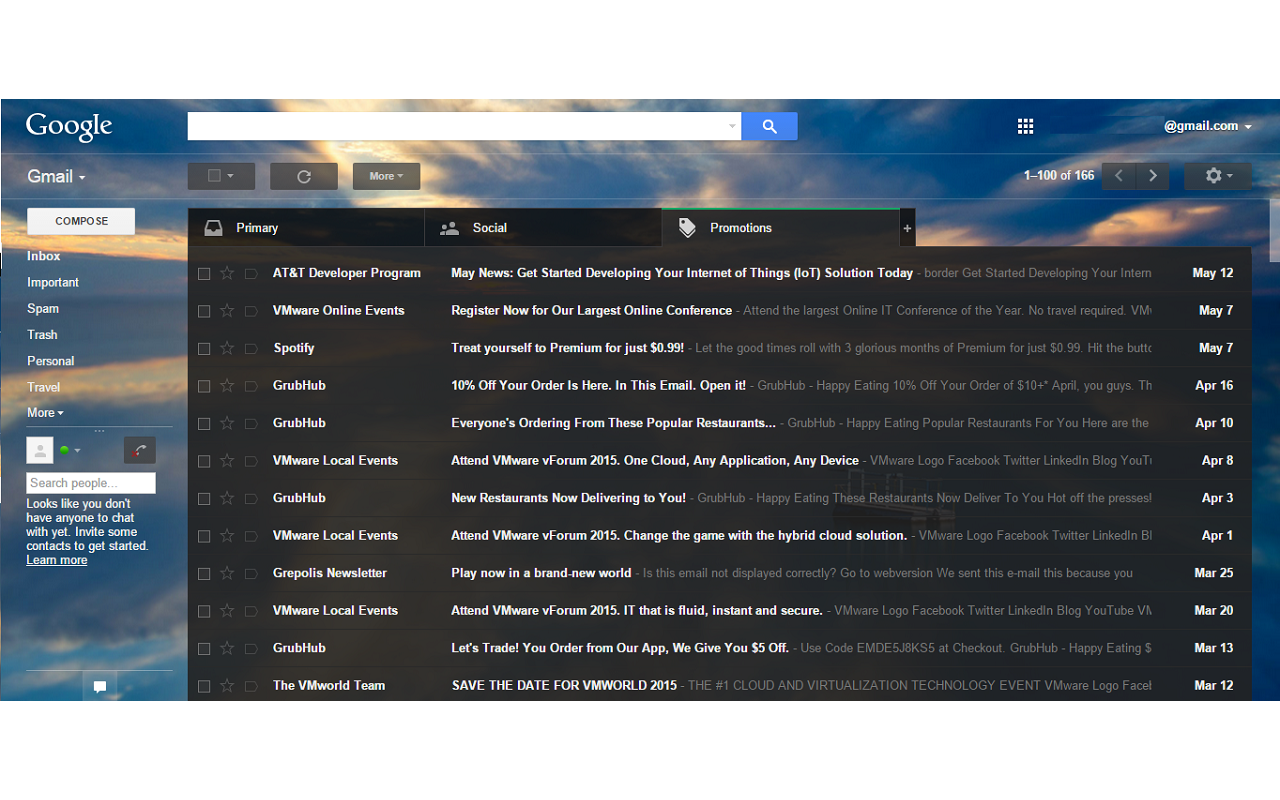 Google
@gmail.com
Gmail
More
1–100 of 166
COMPOSE
Primary
Social
Promotions
+
Inbox
Important
Spam
Trash
Personal
Travel
More
Search people...
Looks like you don't
have anyone to chat
with yet. Invite some
contacts to get started.
Learn more
AT&T Developer Program May News: Get Started Developing Your Internet of Things (IoT) Solution Today - border Get Started Developing Your Intern May 12
VMware Online Events Register Now for Our Largest Online Conference - Attend the largest Online IT Conference of the Year. No travel required. VMw May 7
Spotify Treat yourself to Premium for just $0.99! - Let the good times roll with 3 glorious months of Premium for just $0.99. Hit the butto May 7
GrubHub 10% Off Your Order Is Here. In This Email. Open it! - GrubHub - Happy Eating 10% Off Your Order of $10+* April, you guys. Th Apr 16
GrubHub Everyone's Ordering From These Popular Restaurants... - GrubHub - Happy Eating Popular Restaurants For You Here are the Apr 10
VMware Local Events Attend VMware vForum 2015. One Cloud, Any Application, Any Device - VMware Logo Facebook Twitter LinkedIn Blog YouT Apr 8
GrubHub New Restaurants Now Delivering to You! - GrubHub - Happy Eating These Restaurants Now Deliver To You Hot off the presses! Apr 3
VMware Local Events Attend VMware vForum 2015. Change the game with the hybrid cloud solution. - VMware Logo Facebook Twitter LinkedIn Bl Apr 1
Grepolis Newsletter Play now in a brand-new world - Is this email not displayed correctly? Go to webversion We sent this e-mail this because you Mar 25
VMware Local Events Attend VMware vForum 2015. IT that is fluid, instant and secure. - VMware Logo Facebook Twitter LinkedIn Blog YouTube VM Mar 20
GrubHub Let's Trade! You Order from Our App, We Give You $5 Off. - Use Code EMDE5J8KS5 at Checkout. GrubHub - Happy Eating $ Mar 13
The VMworld Team SAVE THE DATE FOR VMWORLD 2015 - THE #1 CLOUD AND VIRTUALIZATION TECHNOLOGY EVENT VMware Logo Facel Mar 12